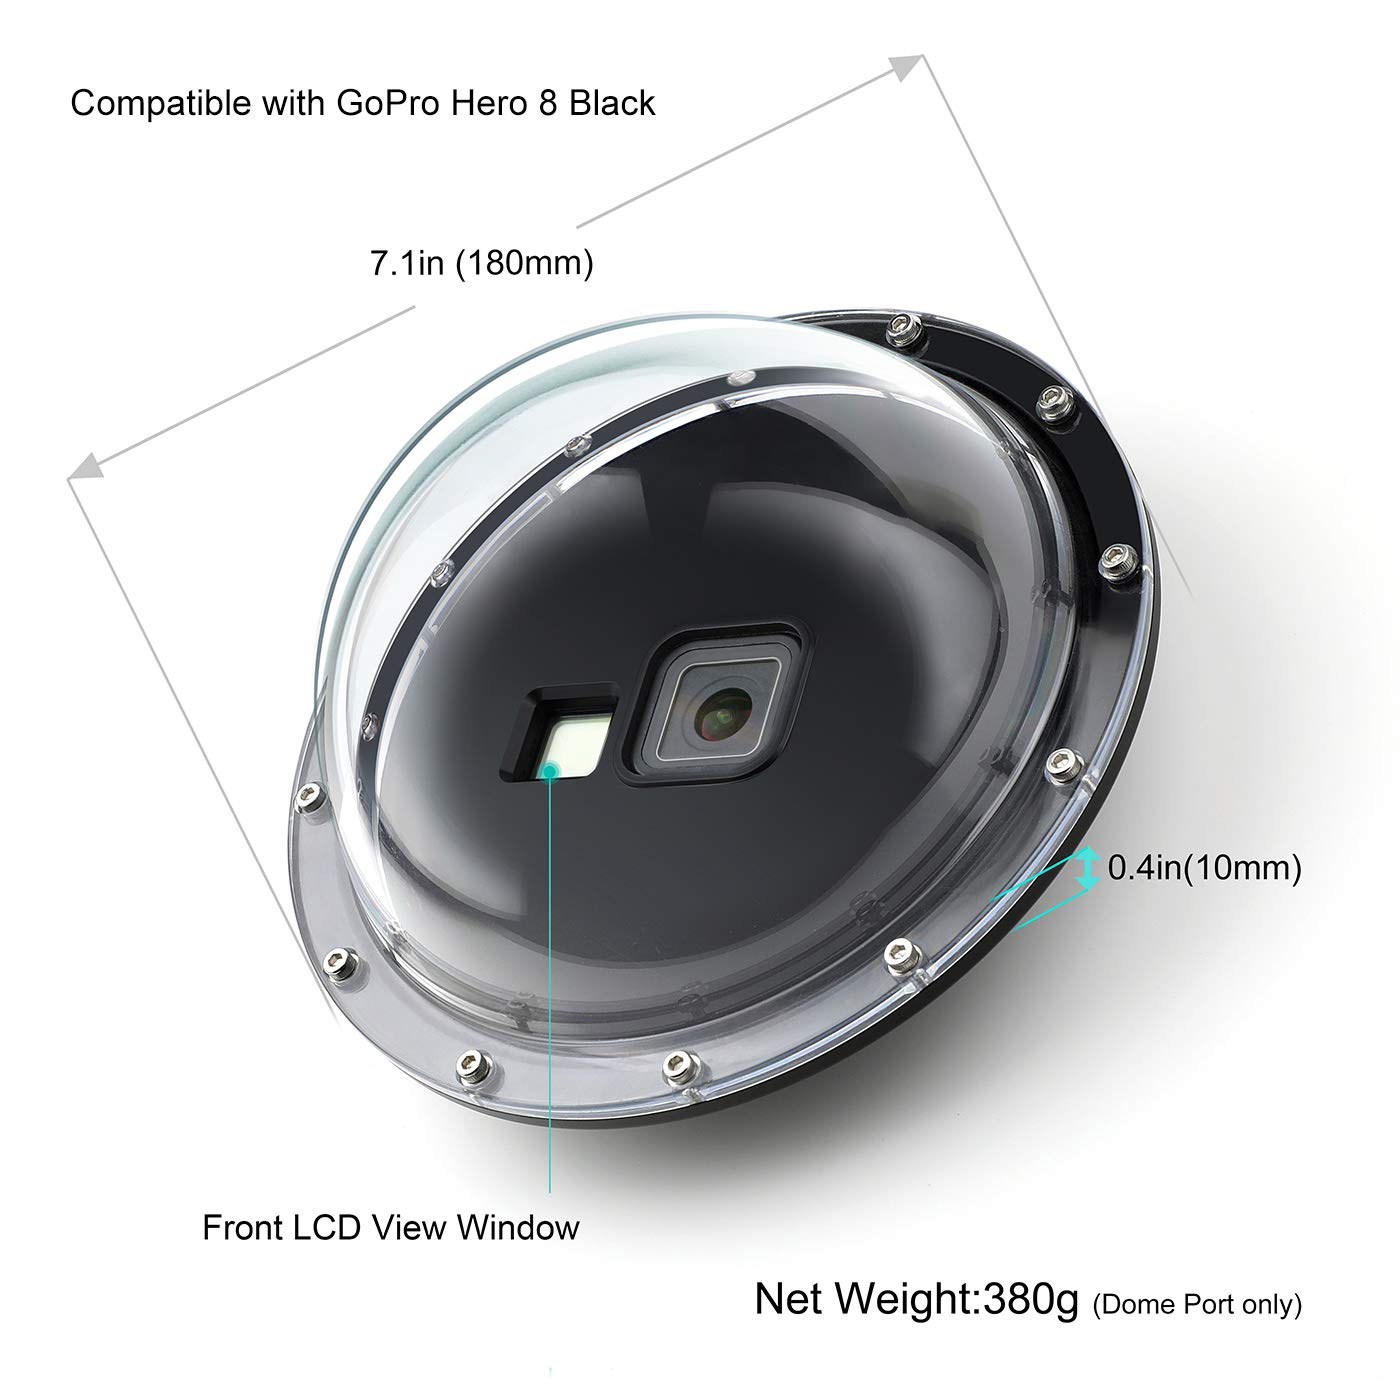 Compatible with GoPro Hero 8 Black
7.1in (180mm)
0.4in(10mm)
Front LCD View Window
Net Weight:380g (Dome Port only)